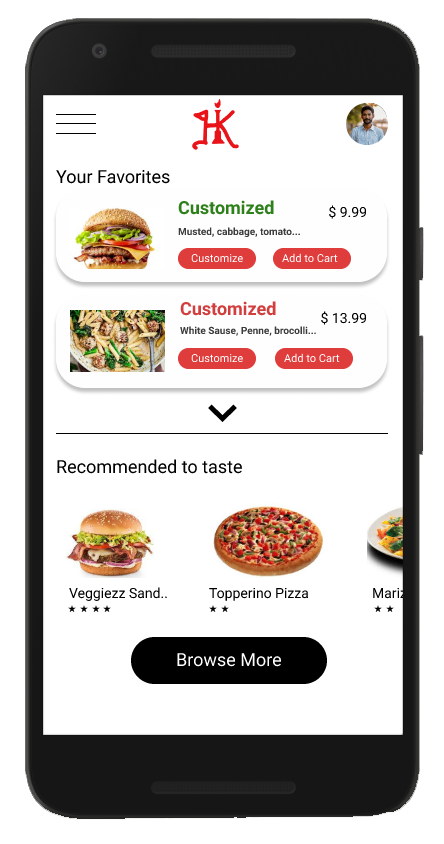 HK
Your Favorites
Customized
$ 9.99
Musted, cabbage, tomato...
Customize
Add to Cart
Customized
$ 13.99
White Sause, Penne, brocolli...
Customize
Add to Cart
Recommended to taste
Veggiezz Sand..
Topperino Pizza
Mariz
Browse More